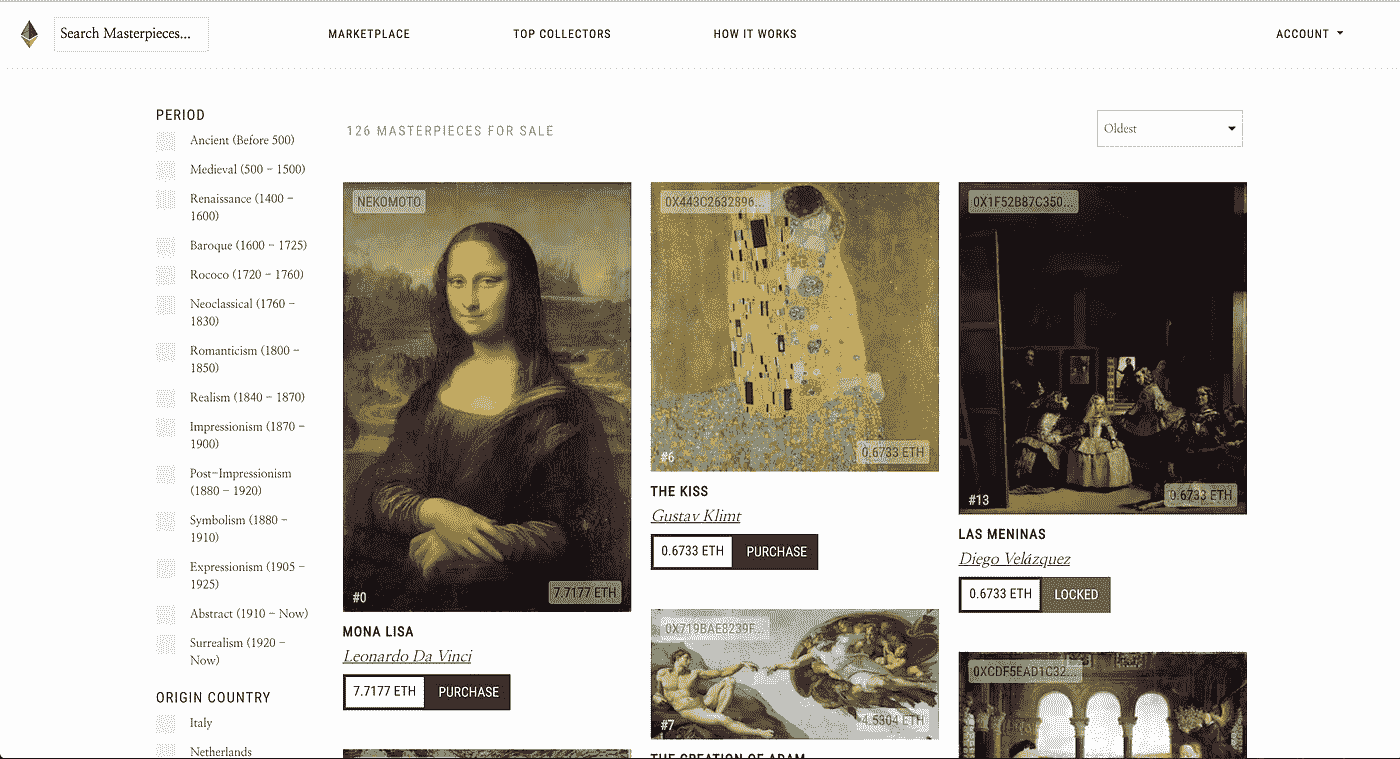 Search Masterpieces...
MARKETPLACE
TOP COLLECTORS
HOW IT WORKS
ACCOUNT
PERIOD
Ancient (Before 500)
Medieval (500 – 1500)
Renaissance (1400 –
1600)
Baroque (1600 – 1725)
Rococo (1720 – 1760)
Neoclassical (1760 –
1830)
Romanticism (1800 –
1850)
Realism (1840 – 1870)
Impressionism (1870 –
1900)
Post-Impressionism
(1880 – 1920)
Symbolism (1880 –
1910)
Expressionism (1905 –
1925)
Abstract (1910 – Now)
Surrealism (1920 –
Now)
ORIGIN COUNTRY
Italy
Netherlands
126 MASTERPIECES FOR SALE
Oldest
NEKOMOTO
#0
7.7177 ETH
MONA LISA
Leonardo Da Vinci
7.7177 ETH
PURCHASE
0X443C2632896...
#6
0.6733 ETH
THE KISS
Gustav Klimt
0.6733 ETH
PURCHASE
0X719BAE8239F...
#7
4.5304 ETH
THE CREATION OF ADAM
0X1F52B87C350...
#13
0.6733 ETH
LAS MENINAS
Diego Velázquez
0.6733 ETH
LOCKED
0XCDF5EAD1C32...